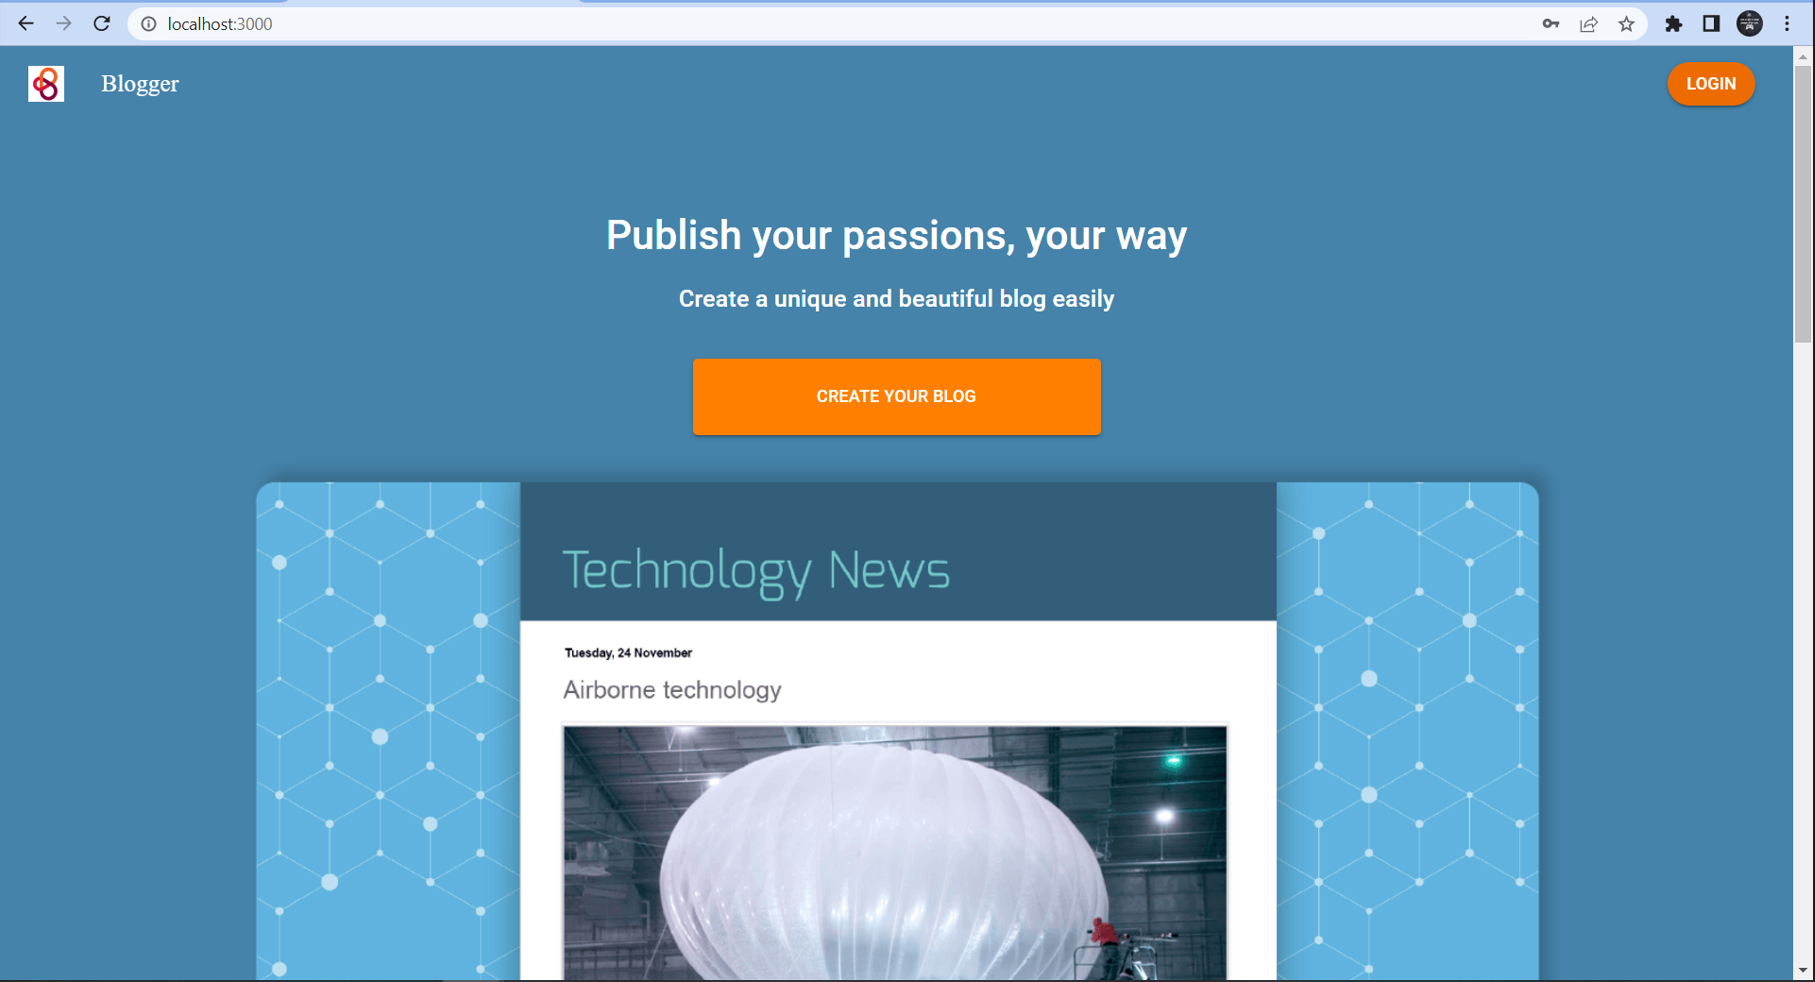 localhost:3000
Blogger
LOGIN
Publish your passions, your way
Create a unique and beautiful blog easily
CREATE YOUR BLOG
Technology News
Tuesday, 24 November
Airborne technology